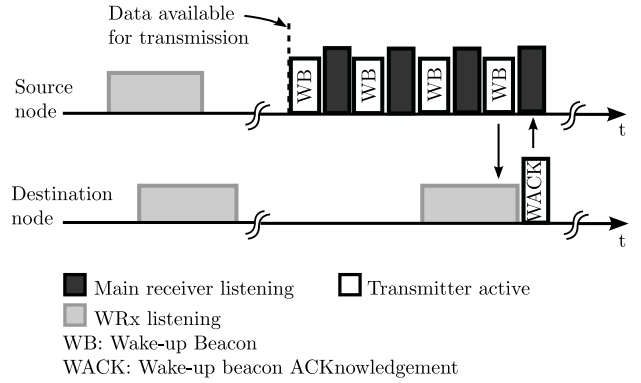 Data available
for transmission
WB
WB
WB
WB
Source
node
t
WACK
Destination
node
t
Main receiver listening
Transmitter active
WRx listening
WB: Wake-up Beacon
WACK: Wake-up beacon ACKnowledgement